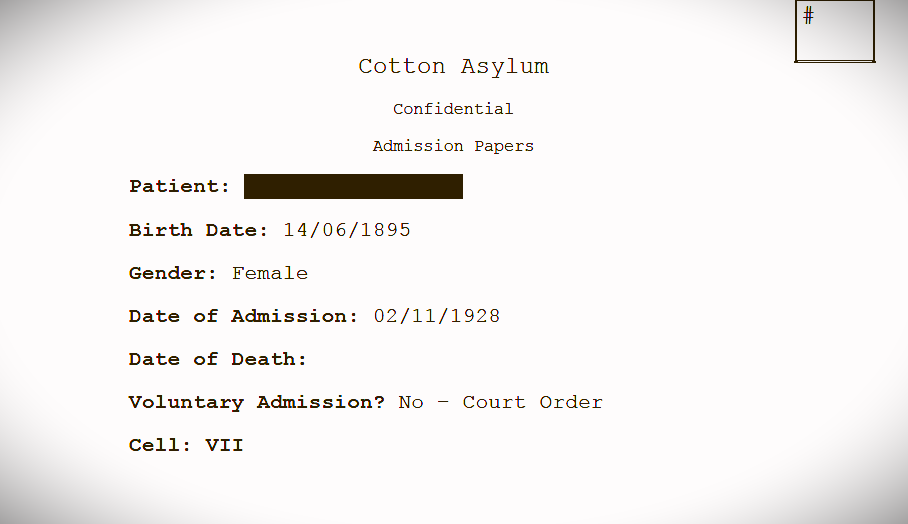 #
Cotton Asylum
Confidential
Admission Papers
Patient:
Birth Date: 14/06/1895
Gender: Female
Date of Admission: 02/11/1928
Date of Death:
Voluntary Admission? No – Court Order
Cell: VII